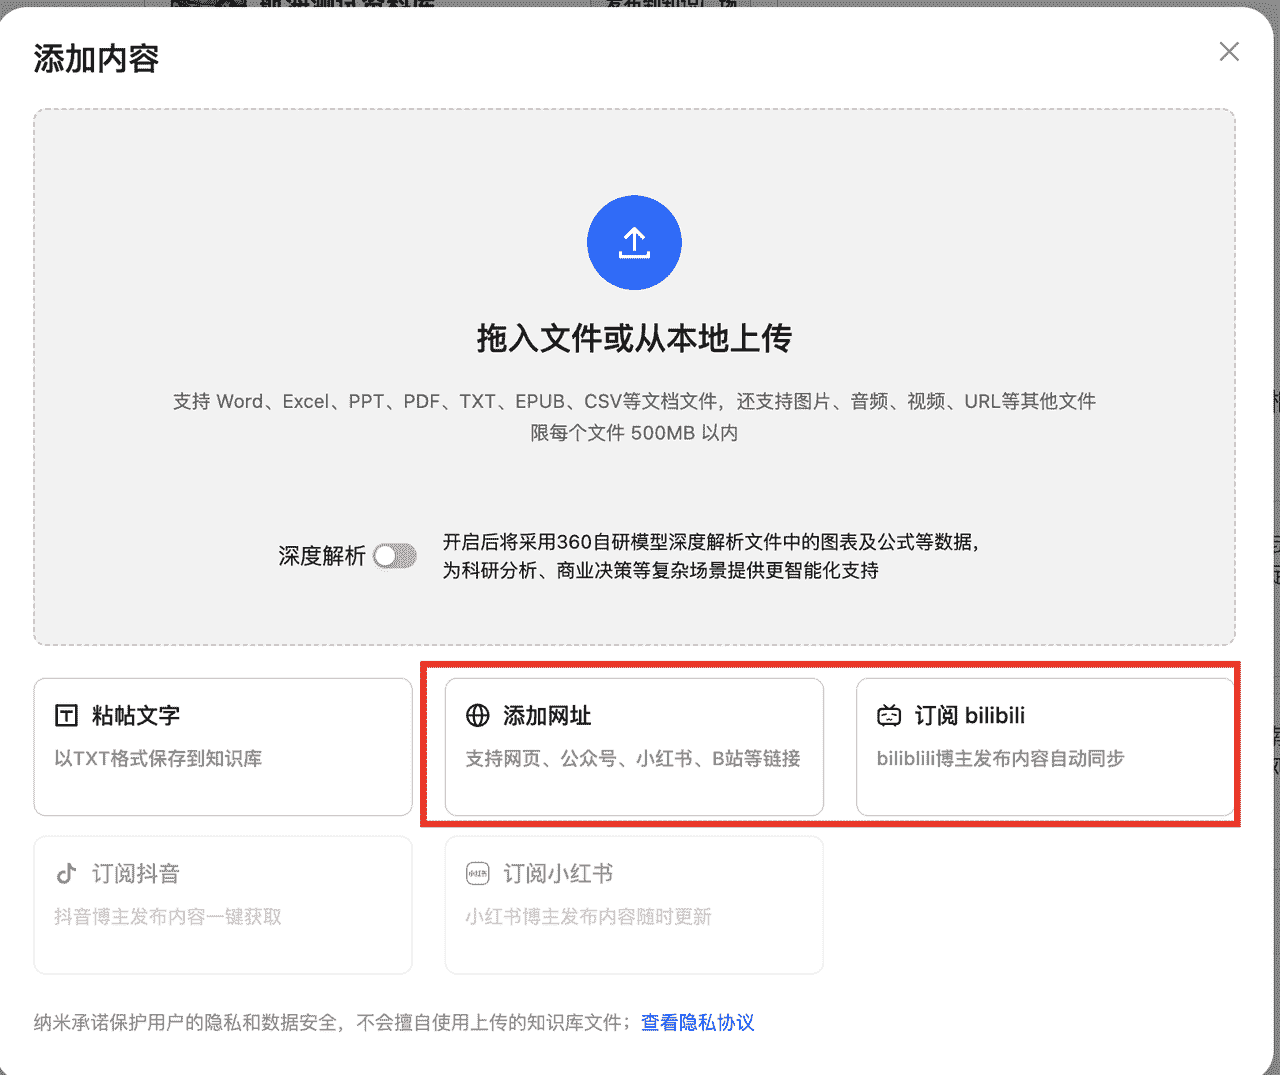 添加内容
拖入文件或从本地上传
支持 Word、Excel、PPT、PDF、TXT、EPUB、CSV等文档文件，还支持图片、音频、视频、URL等其他文件
限每个文件 500MB 以内
深度解析
开启后将采用360自研模型深度解析文件中的图表及公式等数据，
为科研分析、商业决策等复杂场景提供更智能化支持
粘帖文字
以TXT格式保存到知识库
添加网址
支持网页、公众号、小红书、B站等链接
订阅 bilibili
biliblili博主发布内容自动同步
订阅抖音
抖音博主发布内容一键获取
小红书
订阅小红书
小红书博主发布内容随时更新
纳米承诺保护用户的隐私和数据安全，不会擅自使用上传的知识库文件；查看隐私协议